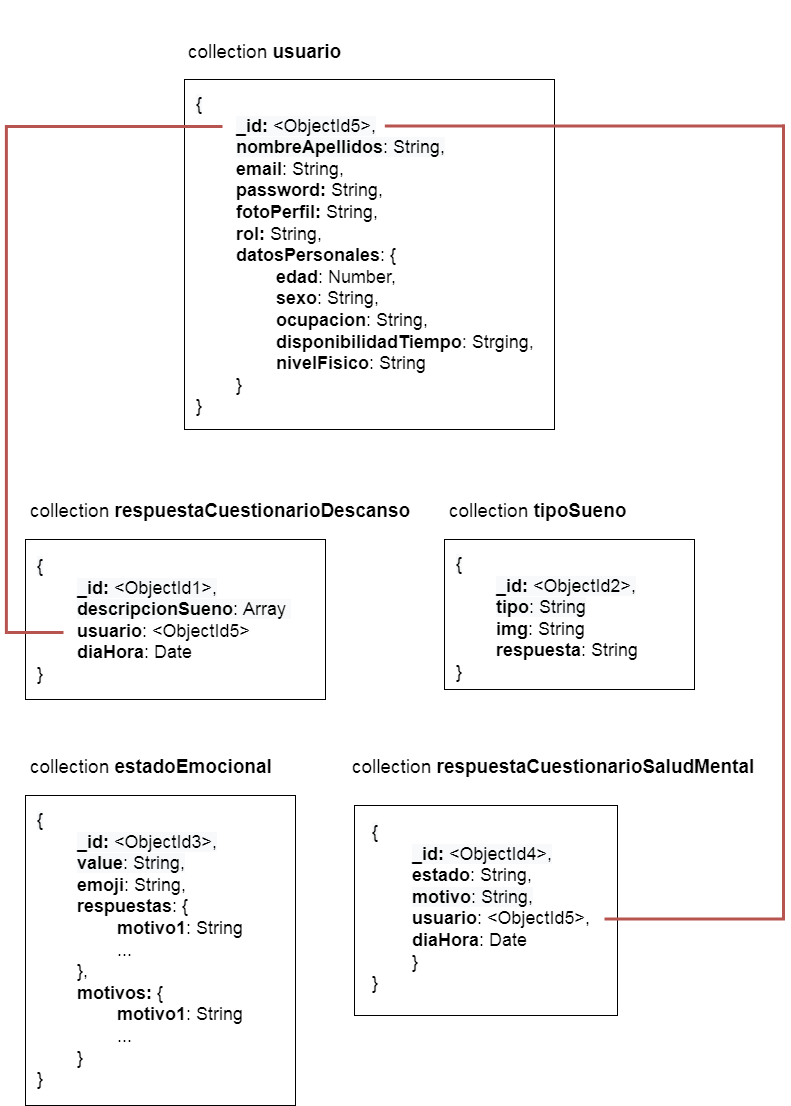 collection usuario
{
_id: <ObjectId5>,
nombreApellidos: String,
email: String,
password: String,
fotoPerfil: String,
rol: String,
datosPersonales: {
edad: Number,
sexo: String,
ocupacion: String,
disponibilidadTiempo: Strging,
nivelFisico: String
}
}
collection respuestaCuestionarioDescanso
{
_id: <ObjectId1>,
descripcionSueno: Array
usuario: <ObjectId5>
diaHora: Date
}
collection tipoSueno
{
_id: <ObjectId2>,
tipo: String
img: String
respuesta: String
}
collection estadoEmocional
{
_id: <ObjectId3>,
value: String,
emoji: String,
respuestas: {
motivo1: String
...
},
motivos: {
motivo1: String
...
}
}
collection respuestaCuestionarioSaludMental
{
_id: <ObjectId4>,
estado: String,
motivo: String,
usuario: <ObjectId5>,
diaHora: Date
}
}